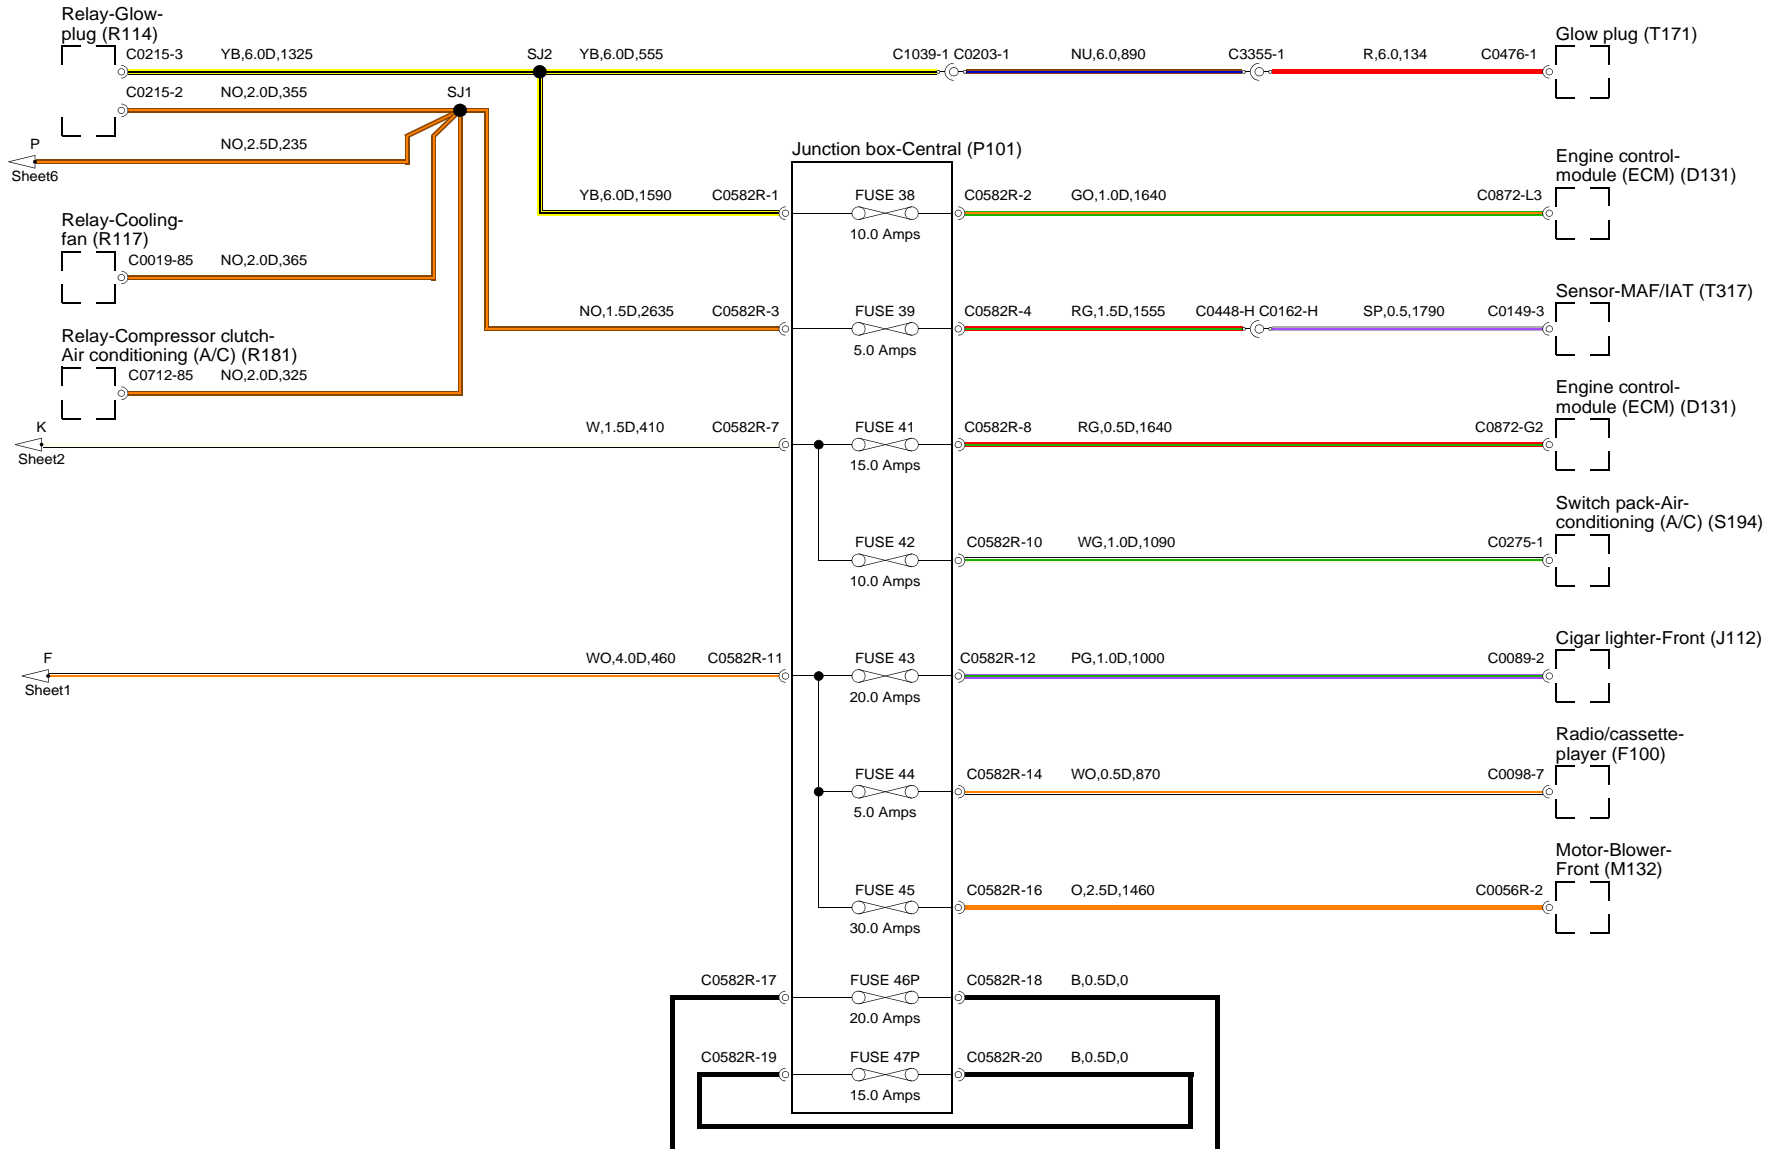 Relay-Glow-
plug (R114)
C0215-3 YB,6.0D,1325 SJ2 YB,6.0D,555 C1039-1 C0203-1 NU,6.0,890 C3355-1 R,6.0,134 C0476-1
Glow plug (T171)
C0215-2 NO,2.0D,355 SJ1
P NO,2.5D,235
Sheet6
Junction box-Central (P101)
Engine control-
module (ECM) (D131)
YB,6.0D,1590 C0582R-1 FUSE 38 C0582R-2 GO,1.0D,1640 C0872-L3
10.0 Amps
Relay-Cooling-
fan (R117)
C0019-85 NO,2.0D,365
Sensor-MAF/IAT (T317)
NO,1.5D,2635 C0582R-3 FUSE 39 C0582R-4 RG,1.5D,1555 C0448-H C0162-H SP,0.5,1790 C0149-3
5.0 Amps
Relay-Compressor clutch-
Air conditioning (A/C) (R181)
C0712-85 NO,2.0D,325
Engine control-
module (ECM) (D131)
K W,1.5D,410 C0582R-7 FUSE 41 C0582R-8 RG,0.5D,1640 C0872-G2
Sheet2 15.0 Amps
Switch pack-Air-
conditioning (A/C) (S194)
FUSE 42 C0582R-10 WG,1.0D,1090 C0275-1
10.0 Amps
Cigar lighter-Front (J112)
F WO,4.0D,460 C0582R-11 FUSE 43 C0582R-12 PG,1.0D,1000 C0089-2
Sheet1 20.0 Amps
Radio/cassette-
player (F100)
FUSE 44 C0582R-14 WO,0.5D,870 C0098-7
5.0 Amps
Motor-Blower-
Front (M132)
FUSE 45 C0582R-16 O,2.5D,1460 C0056R-2
30.0 Amps
C0582R-17 FUSE 46P C0582R-18 B,0.5D,0
20.0 Amps
C0582R-19 FUSE 47P C0582R-20 B,0.5D,0
15.0 Amps